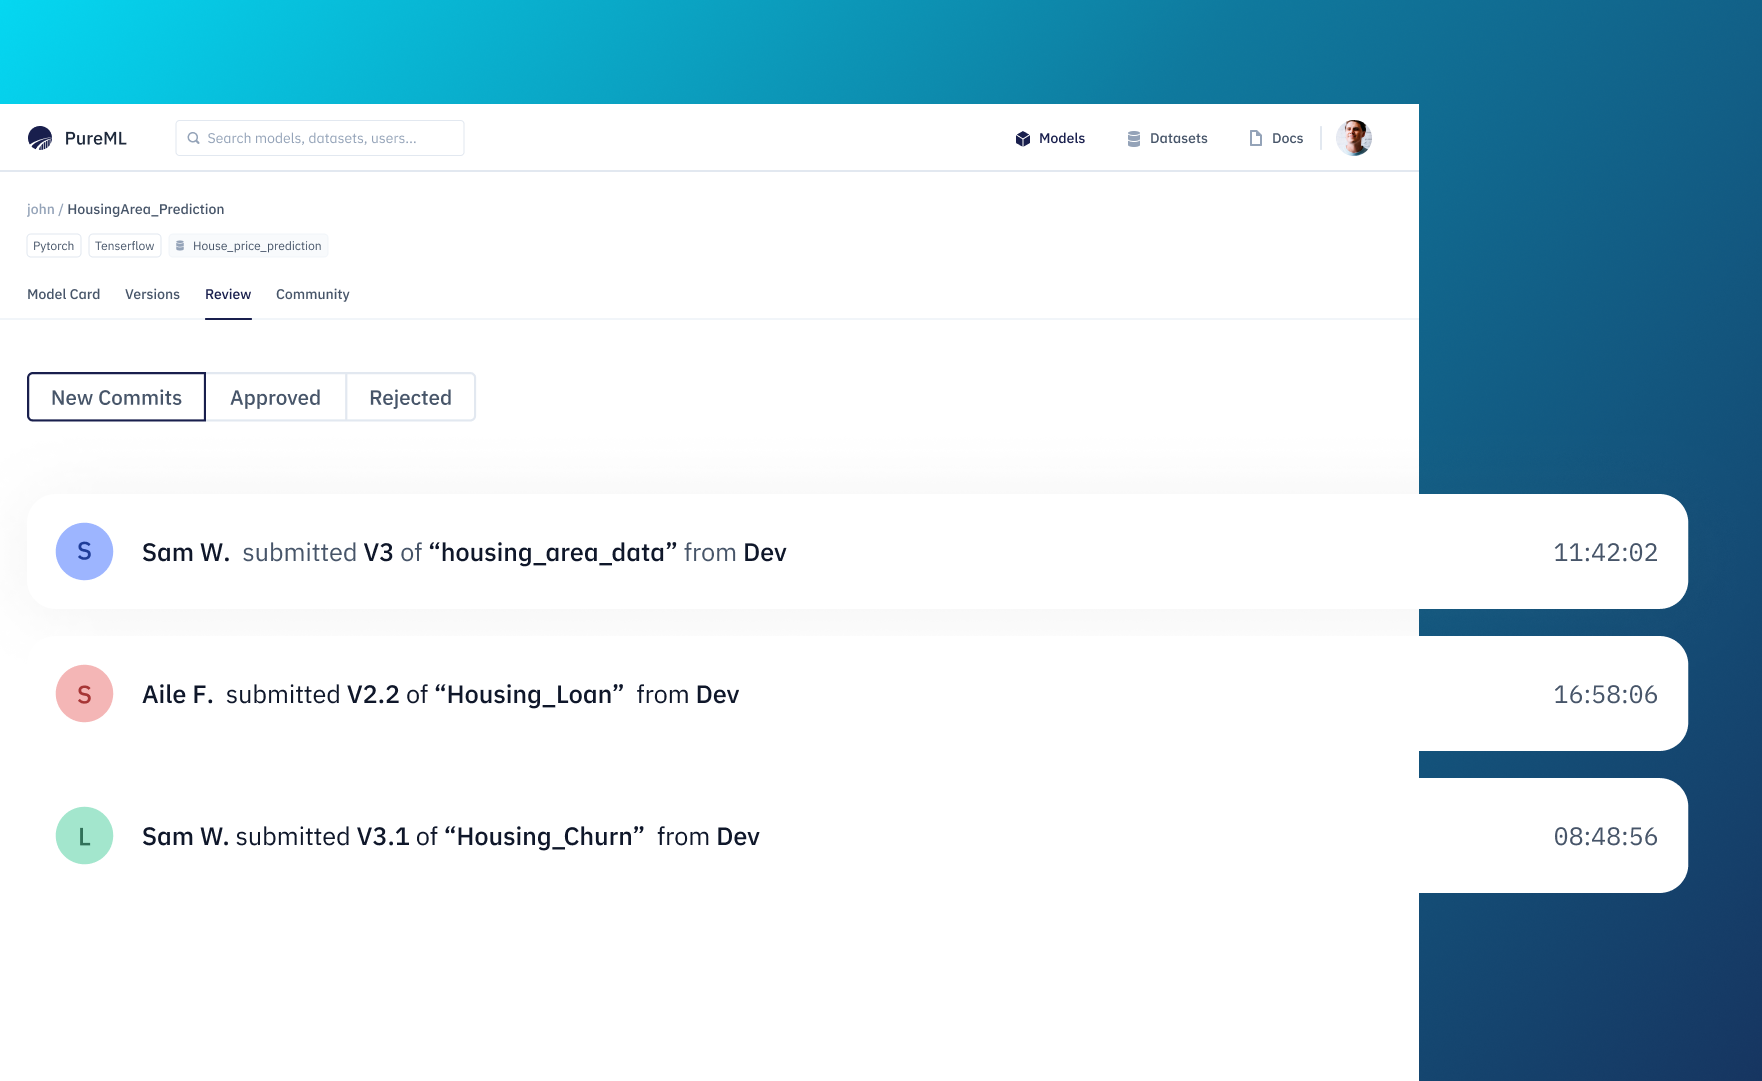 PureML
Search models, datasets, users...
Models
Datasets
Docs
john / HousingArea_Prediction
Pytorch
Tenserflow
House_price_prediction
Model Card
Versions
Review
Community
New Commits
Approved
Rejected
S
Sam W. submitted V3 of “housing_area_data” from Dev
11:42:02
S
Aile F. submitted V2.2 of “Housing_Loan” from Dev
16:58:06
L
Sam W. submitted V3.1 of “Housing_Churn” from Dev
08:48:56